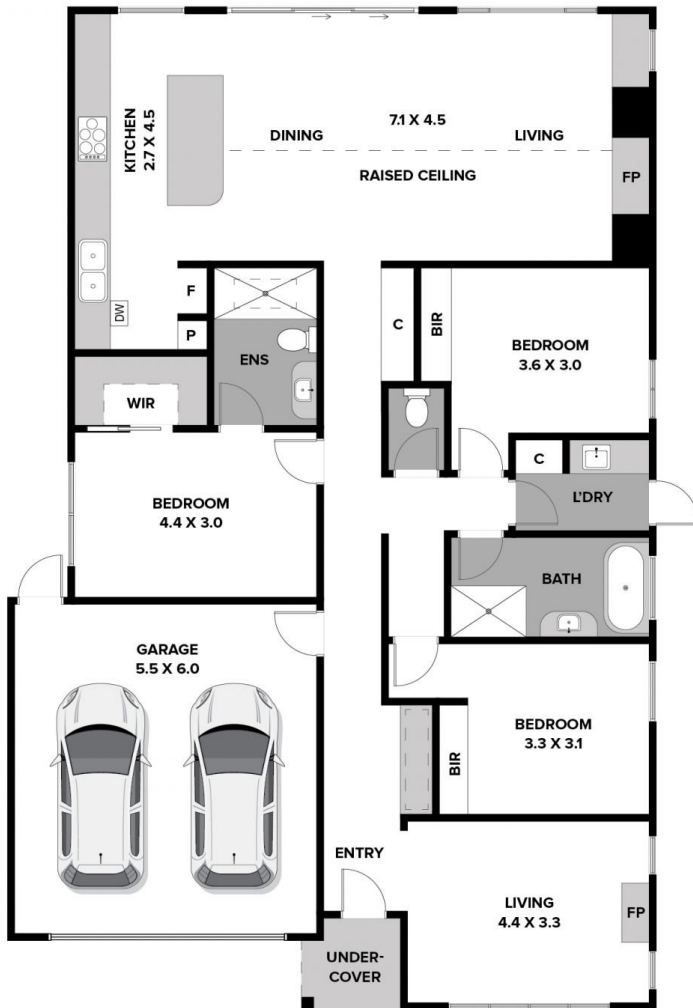 KITCHEN
2.7 X 4.5
DINING
7.1 X 4.5
LIVING
RAISED CEILING
FP
DW
F
P
ENS
C
BIR
BEDROOM
3.6 X 3.0
WIR
BEDROOM
4.4 X 3.0
C
L'DRY
BATH
GARAGE
5.5 X 6.0
BIR
BEDROOM
3.3 X 3.1
ENTRY
LIVING
4.4 X 3.3
FP
UNDER-
COVER